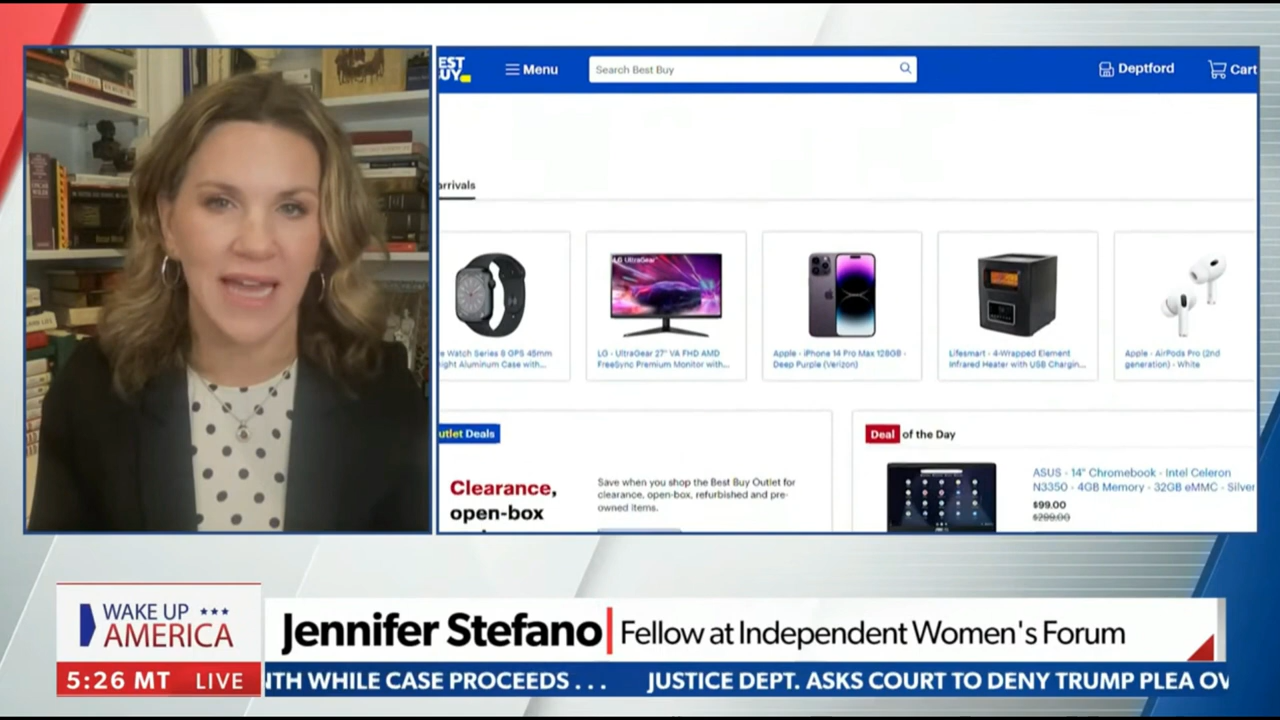 EST
BUY
Menu
Search Best Buy
Deptford
Cart
arrivals
LG UltraGear
e Watch Series 8 GPS 45mm
ight Aluminum Case with...
LG - UltraGear 27" VA FHD AMD
FreeSync Premium Monitor with...
Apple - iPhone 14 Pro Max 128GB -
Deep Purple (Verizon)
Lifesmart - 4-Wrapped Element
Infrared Heater with USB Chargin...
Apple - AirPods Pro (2nd
generation) - White
utlet Deals
Clearance,
open-box
Save when you shop the Best Buy Outlet for
clearance, open-box, refurbished and pre-
owned items.
Deal of the Day
ASUS - 14" Chromebook - Intel Celeron
N3350 - 4GB Memory - 32GB eMMC - Silver
$99.00
$299.00
WAKE UP
AMERICA
Jennifer Stefano
Fellow at Independent Women's Forum
5:26 MT LIVE
NTH WHILE CASE PROCEEDS . . . JUSTICE DEPT. ASKS COURT TO DENY TRUMP PLEA OV